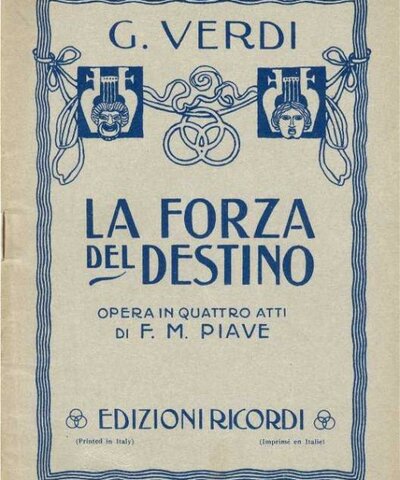 G. VERDI
LA FORZA
DEL DESTINO
OPERA IN QUATTRO ATTI
DI F. M. PIAVE
EDIZIONI RICORDI
(Printed in Italy) (Imprimé en Italie)